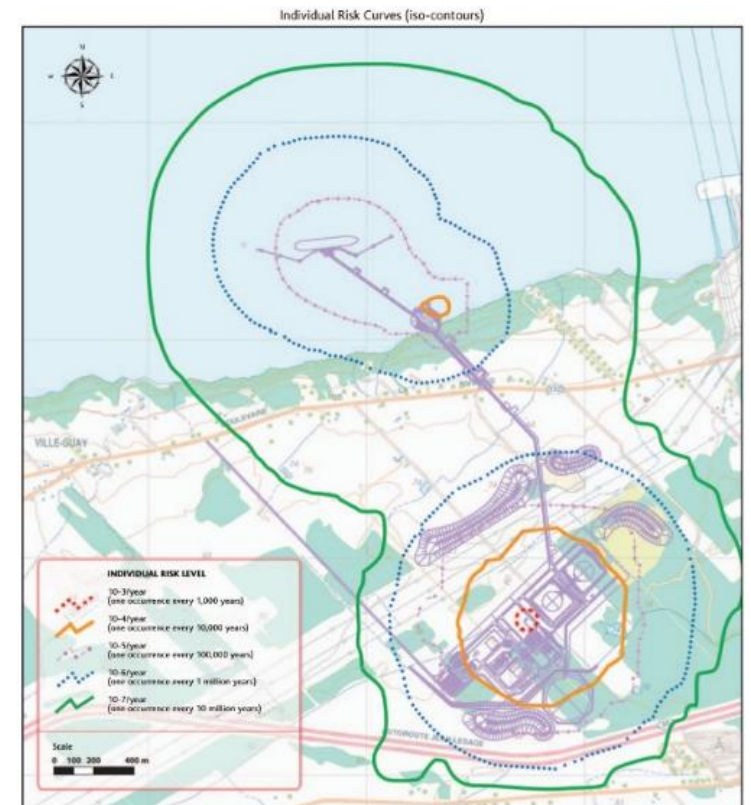 Individual Risk Curves (iso-contours)
N
W
E
S
VILLE-GUAY
BOULEVARD
INDIVIDUAL RISK LEVEL
10-3/year
(one occurrence every 1,000 years)
10-4/year
(one occurrence every 10,000 years)
10-5/year
(one occurrence every 100,000 years)
10-6/year
(one occurrence every 1 million years)
10-7/year
(one occurrence every 10 million years)
Scale
0 100 200 400 m